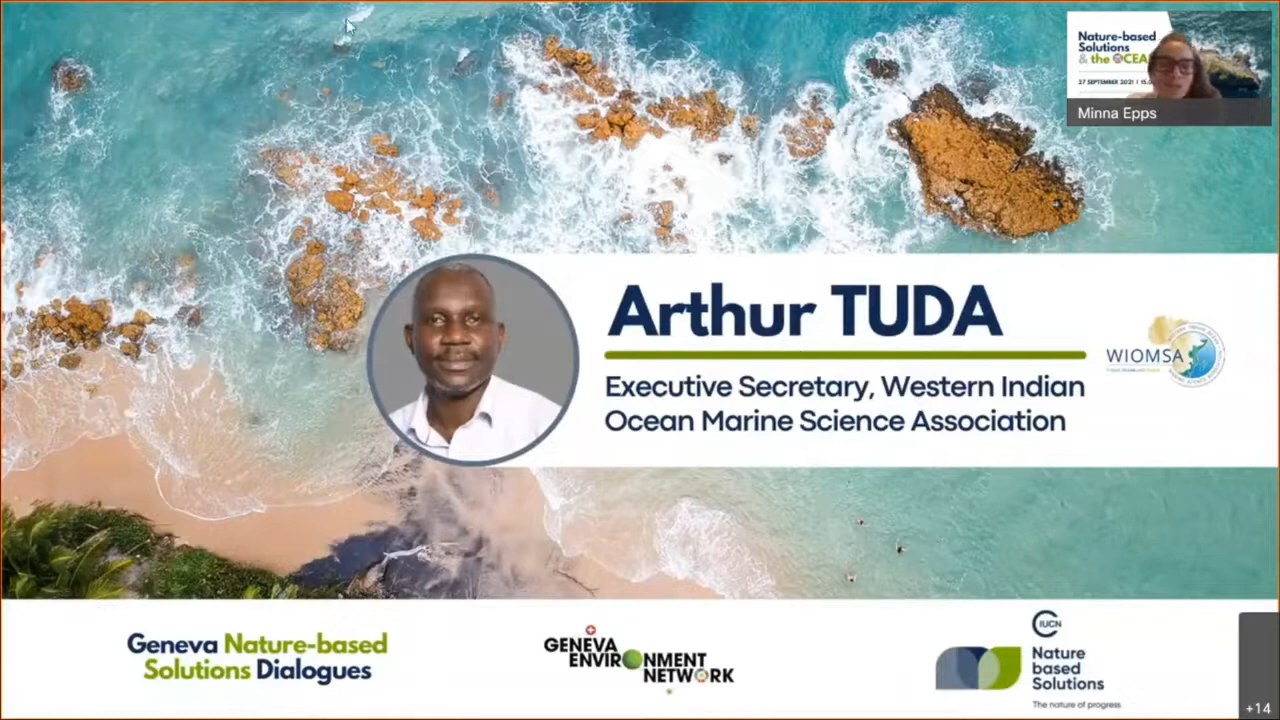 Nature-based
Solutions
& the OCEA
27 SEPTEMBER 2021 | 15.
Minna Epps
Arthur TUDA
Executive Secretary, Western Indian
Ocean Marine Science Association
WIOMSA
Geneva Nature-based
Solutions Dialogues
GENEVA
ENVIRONMENT
NETWORK
IUCN
Nature
based
Solutions
The nature of progress
+14